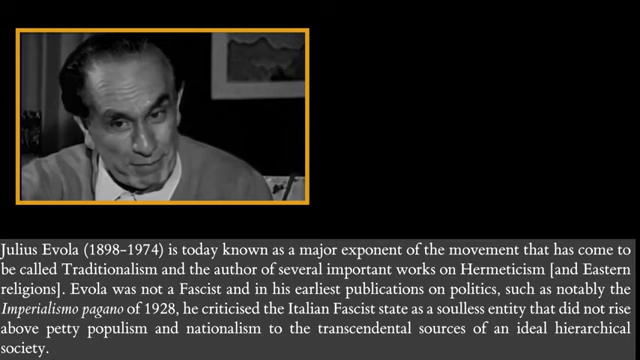 Julius Evola (1898-1974) is today known as a major exponent of the movement that has come to
be called Traditionalism and the author of several important works on Hermeticism [and Eastern
religions]. Evola was not a Fascist and in his earliest publications on politics, such as notably the
Imperialismo pagano of 1928, he criticised the Italian Fascist state as a soulless entity that did not rise
above petty populism and nationalism to the transcendental sources of an ideal hierarchical
society.